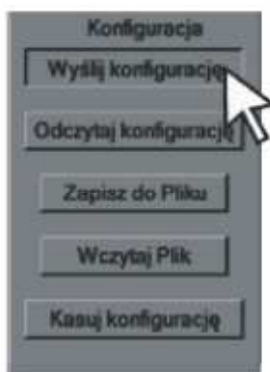 Konfiguracja
Wyślij konfigurację
Odczytaj konfigurację
Zapisz do Pliku
Wczytaj Plik
Kasuj konfigurację